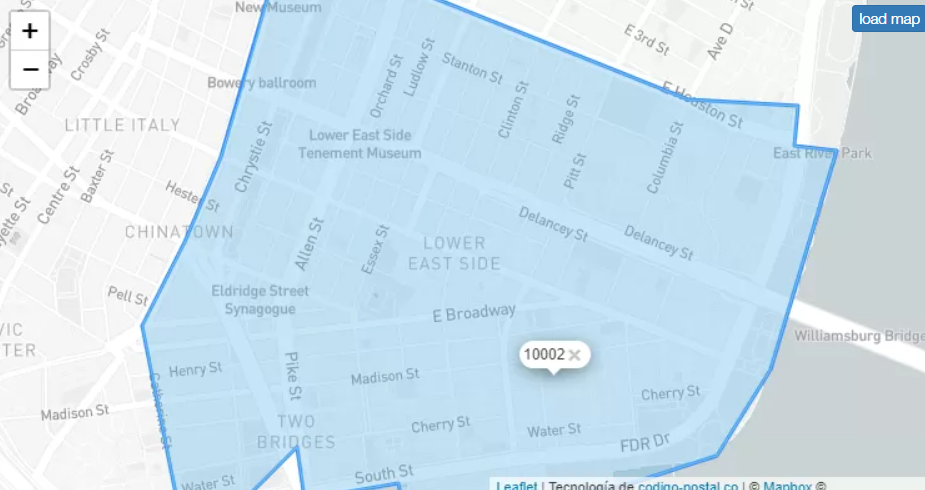 New Museum
load map
+
−
E 3rd St
Ave D
Crosby St
Ludlow St
Orchard St
Stanton St
Bowery ballroom
E Houston St
Clinton St
Ridge St
LITTLE ITALY
Lower East Side
Tenement Museum
Chrystie St
Columbia St
East River Park
Pitt St
Baxter St
Centre St
Hester St
CHINATOWN
Allen St
Essex St
Delancey St
Delancey St
LOWER
EAST SIDE
Pell St
Eldridge Street
Synagogue
E Broadway
Williamsburg Bridge
10002 ×
Henry St
Pike St
Madison St
Cherry St
Catherine St
Madison St
TWO
BRIDGES
Cherry St
Water St
FDR Dr
South St
Water St
Leaflet | Tecnología de codigo-postal.co | © Mapbox ©